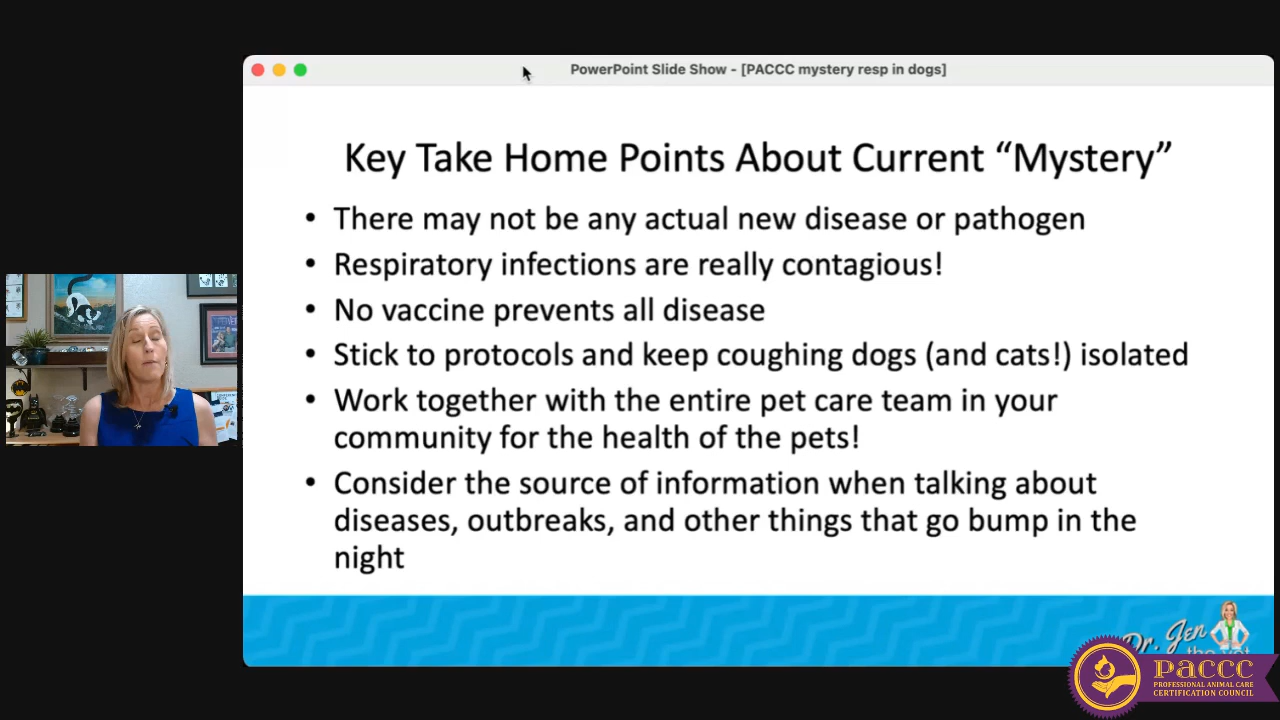 PowerPoint Slide Show - [PACCC mystery resp in dogs]
Key Take Home Points About Current “Mystery”
• There may not be any actual new disease or pathogen
• Respiratory infections are really contagious!
• No vaccine prevents all disease
• Stick to protocols and keep coughing dogs (and cats!) isolated
• Work together with the entire pet care team in your
community for the health of the pets!
• Consider the source of information when talking about
diseases, outbreaks, and other things that go bump in the
night
Dr. Jen
the vet
PACCC
PROFESSIONAL ANIMAL CARE
CERTIFICATION COUNCIL